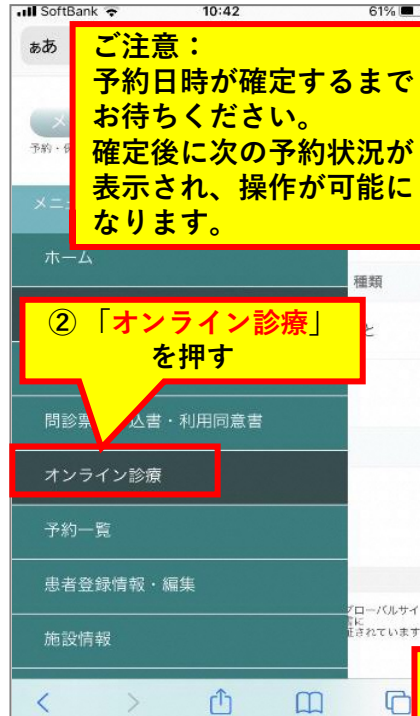 SoftBank 10:42 61%
ああ
ご注意：
予約日時が確定するまで
お待ちください。
確定後に次の予約状況が
表示され、操作が可能に
なります。
予約・
メニュ
ホーム
種類
② 「オンライン診療」
を押す
と
問診票 込書・利用同意書
オンライン診療
予約一覧
患者登録情報・編集
グローバルサイ
に
証されています
施設情報